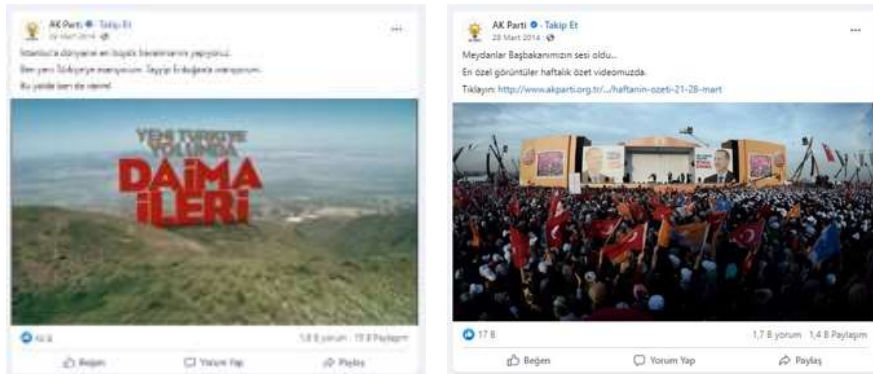 AK Parti · Takip Et
28 Mart 2014
İstanbul'a dünyanın en büyük havalimanını yapıyoruz.
Ben yeni Türkiye'ye inanıyorum. Tayyip Erdoğan'a inanıyorum.
Bu yolda ben de varım!
YENİ TÜRKİYE
YOLUNDA
DAİMA
İLERİ
Beğen
Yorum Yap
Paylaş
AK Parti · Takip Et
28 Mart 2014
Meydanlar Başbakanımızın sesi oldu...
En özel görüntüler haftalık özet videomuzda.
Tıklayın: http://www.akparti.org.tr/.../haftanin-ozeti-21-28-mart
17 B
1,7 B yorum 1,4 B Paylaşım
Beğen
Yorum Yap
Paylaş